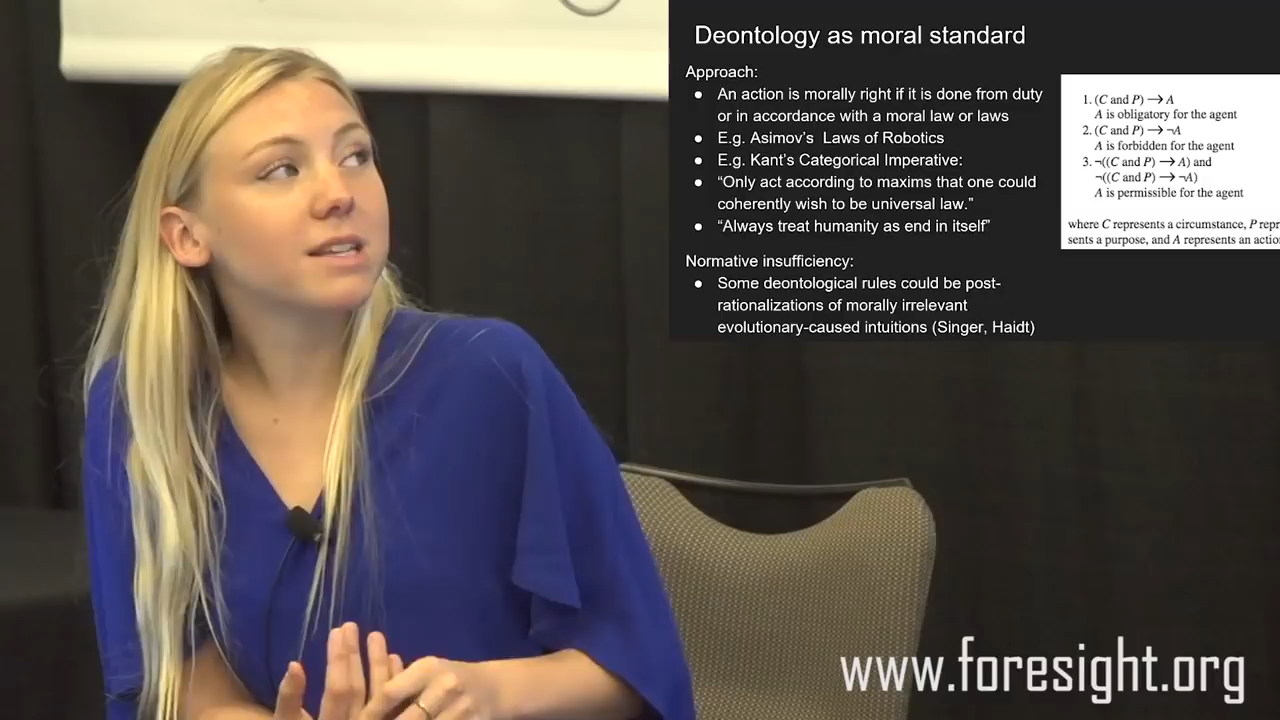 Deontology as moral standard
Approach:
● An action is morally right if it is done from duty
or in accordance with a moral law or laws
● E.g. Asimov's Laws of Robotics
● E.g. Kant's Categorical Imperative:
● “Only act according to maxims that one could
coherently wish to be universal law.”
● “Always treat humanity as end in itself”
Normative insufficiency:
● Some deontological rules could be post-
rationalizations of morally irrelevant
evolutionary-caused intuitions (Singer, Haidt)
1. (C and P) → A
A is obligatory for the agent
2. (C and P) → ¬A
A is forbidden for the agent
3. ¬((C and P) → A) and
¬((C and P) → ¬A)
A is permissible for the agent
where C represents a circumstance, P repr
sents a purpose, and A represents an actio
www.foresight.org